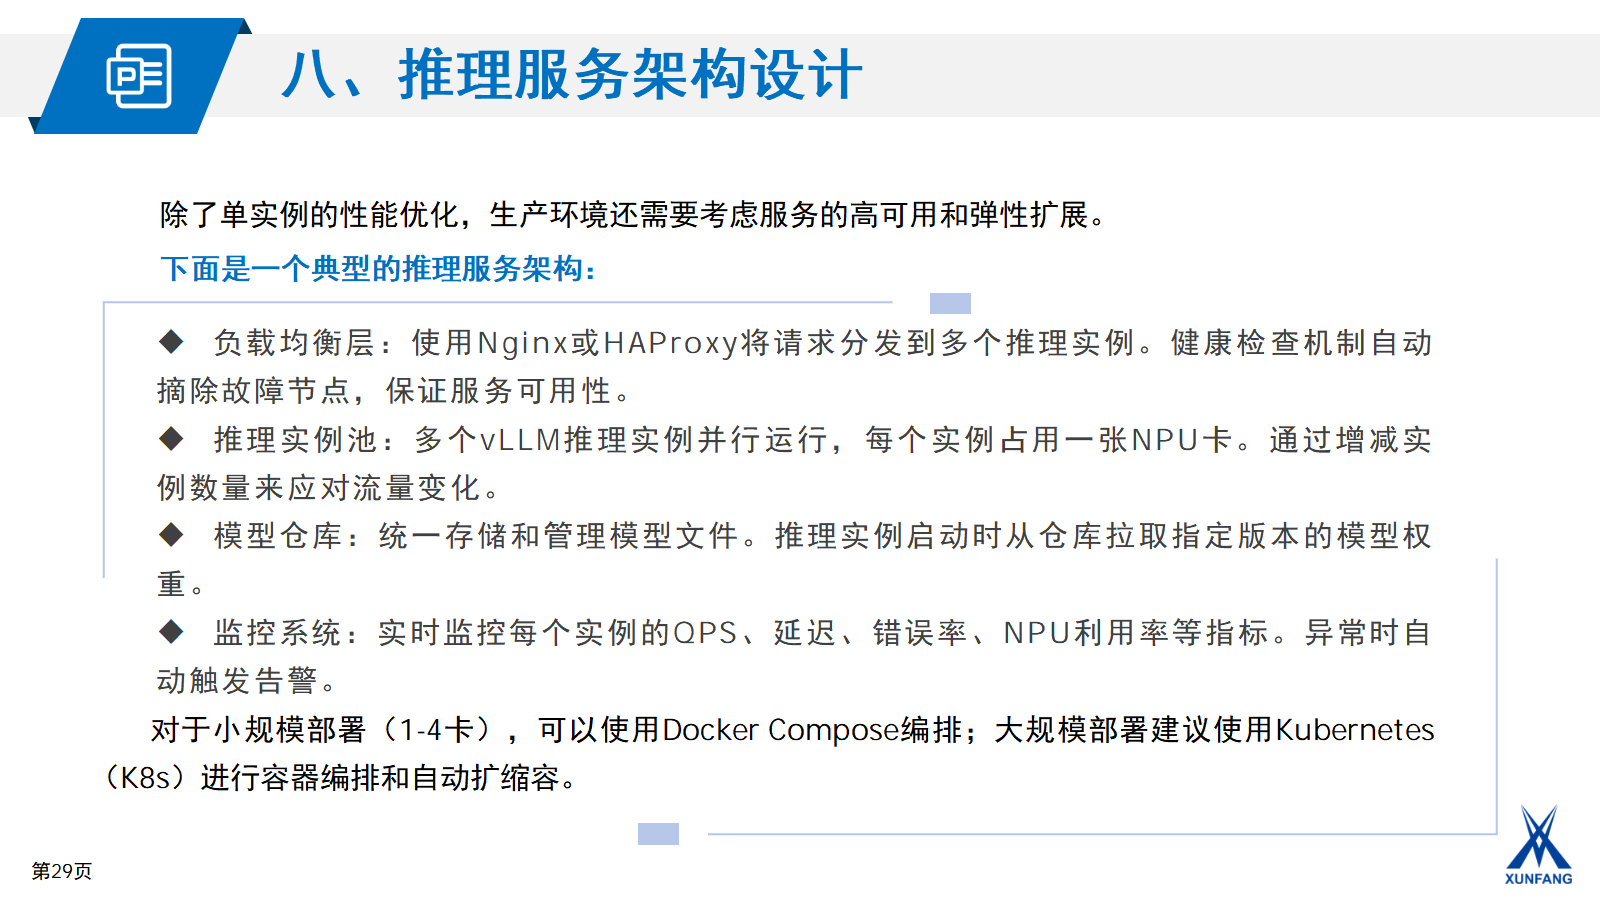 八、推理服务架构设计
除了单实例的性能优化，生产环境还需要考虑服务的高可用和弹性扩展。
下面是一个典型的推理服务架构：
◆ 负载均衡层：使用Nginx或HAProxy将请求分发到多个推理实例。健康检查机制自动
摘除故障节点，保证服务可用性。
◆ 推理实例池：多个vLLM推理实例并行运行，每个实例占用一张NPU卡。通过增减实
例数量来应对流量变化。
◆ 模型仓库：统一存储和管理模型文件。推理实例启动时从仓库拉取指定版本的模型权
重。
◆ 监控系统：实时监控每个实例的QPS、延迟、错误率、NPU利用率等指标。异常时自
动触发告警。
对于小规模部署（1-4卡），可以使用Docker Compose编排；大规模部署建议使用Kubernetes
（K8s）进行容器编排和自动扩缩容。
第29页
XUNFANG